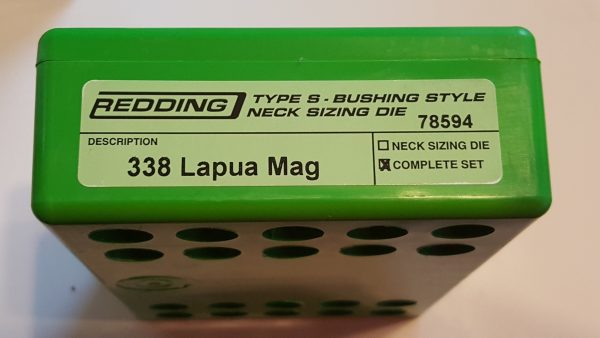 REDDING
TYPE S - BUSHING STYLE
NECK SIZING DIE 78594
DESCRIPTION
338 Lapua Mag
NECK SIZING DIE
COMPLETE SET